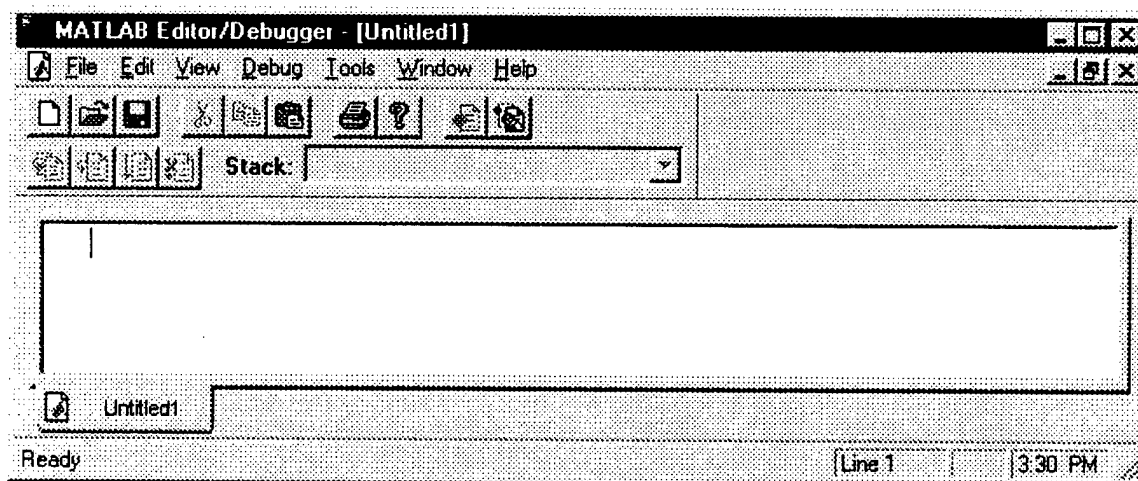 MATLAB Editor/Debugger - [Untitled1]
File Edit View Debug Tools Window Help
Stack:
Untitled1
Ready Line 1 3:30 PM